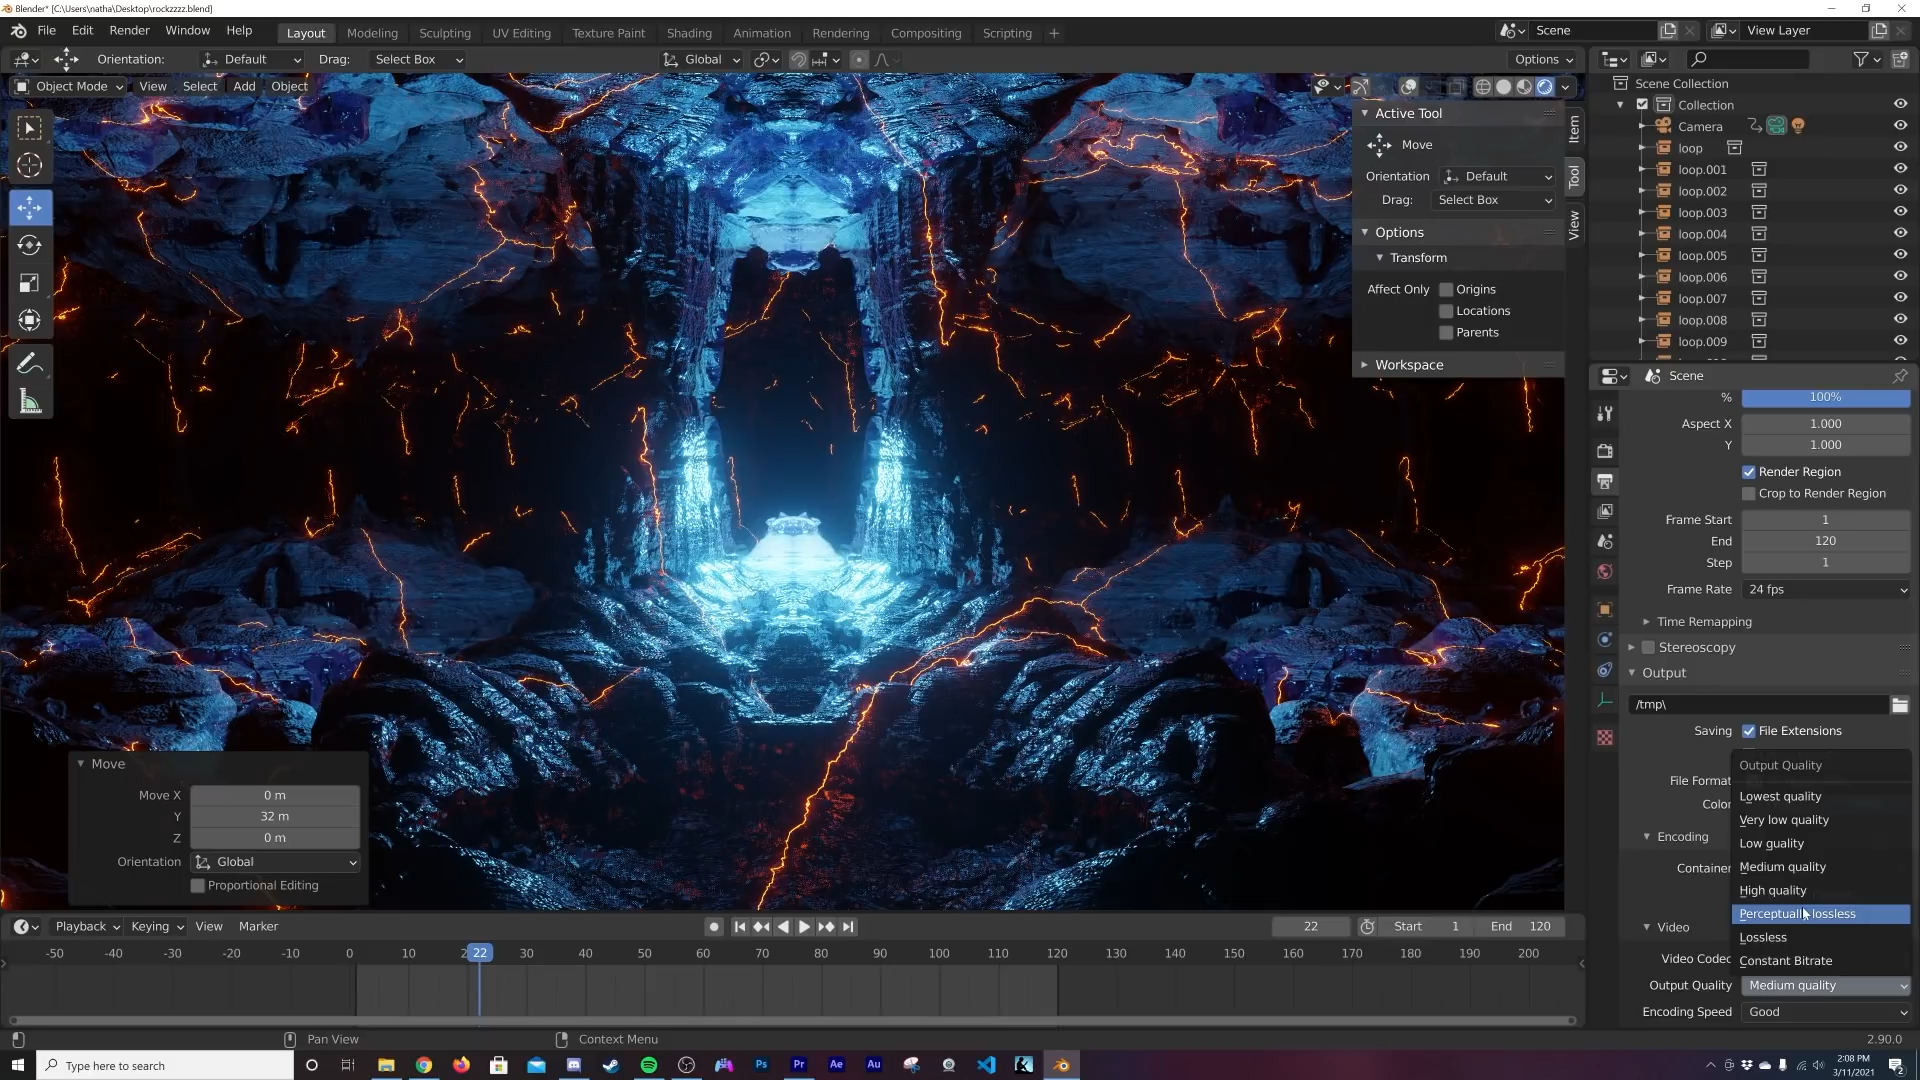 Blender* [C:\Users\natha\Desktop\rockzzzz.blend]
File Edit Render Window Help Layout Modeling Sculpting UV Editing Texture Paint Shading Animation Rendering Compositing Scripting + Scene View Layer
Orientation: Default Drag: Select Box Global Options
Object Mode View Select Add Object
Active Tool
Move
Orientation Default
Drag: Select Box
Options
Transform
Affect Only Origins
Locations
Parents
Workspace
Item
Tool
View
Scene Collection
Collection
Camera
loop
loop.001
loop.002
loop.003
loop.004
loop.005
loop.006
loop.007
loop.008
loop.009
Scene
% 100%
Aspect X 1.000
Y 1.000
Render Region
Crop to Render Region
Frame Start 1
End 120
Step 1
Frame Rate 24 fps
Time Remapping
Stereoscopy
Output
/tmp\
Saving File Extensions
Output Quality
File Format
Lowest quality
Color
Very low quality
Encoding
Low quality
Container
Medium quality
High quality
Perceptually lossless
Video
Lossless
Video Codec
Constant Bitrate
Output Quality Medium quality
Encoding Speed Good
Move
Move X 0 m
Y 32 m
Z 0 m
Orientation Global
Proportional Editing
Playback Keying View Marker 22 Start 1 End 120
-50 -40 -30 -20 -10 0 10 22 30 40 50 60 70 80 90 100 110 120 130 140 150 160 170 180 190 200
Pan View Context Menu 2.90.0
Type here to search Ps Pr Ae Au 2:08 PM
3/11/2021